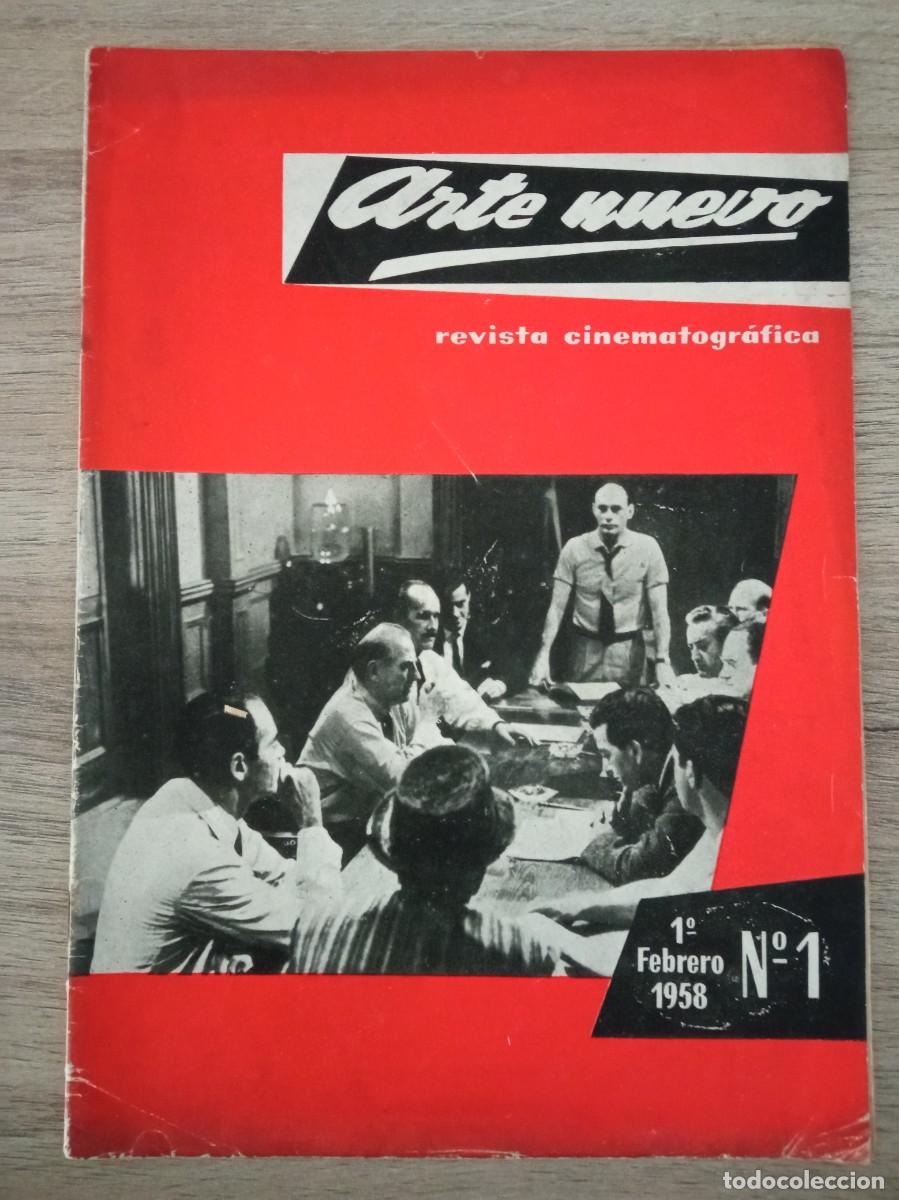 Arte nuevo
revista cinematográfica
1º
Febrero
1958
Nº 1
todocoleccion